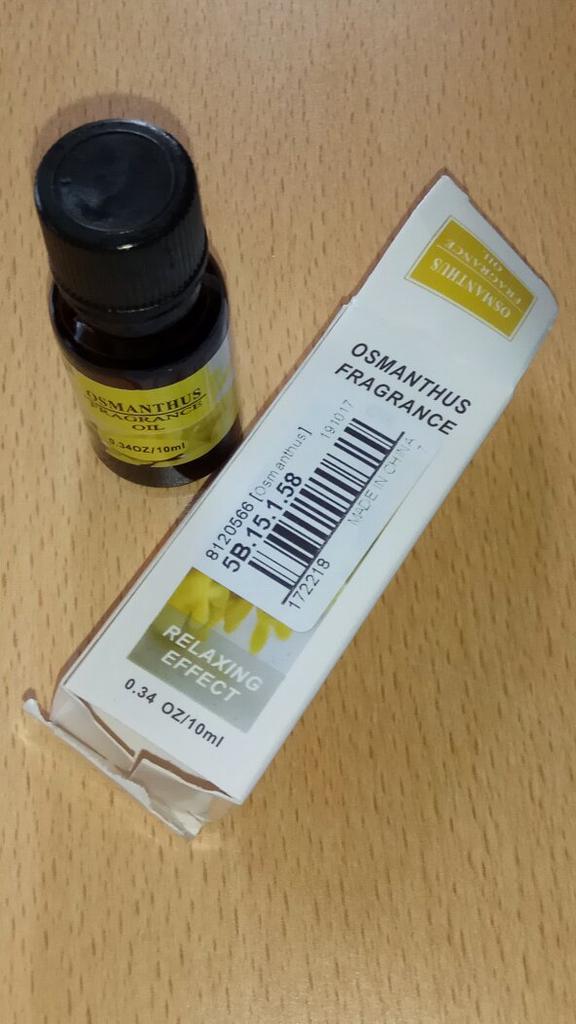 OSMANTHUS
FRAGRANCE
OIL
0.34OZ/10ml
OSMANTHUS
FRAGRANCE
OIL
OSMANTHUS
FRAGRANCE
8120566 [Osmanthus]
5B.15.1.58
191017
172218
MADE IN CHINA
RELAXING
EFFECT
0.34 OZ/10ml